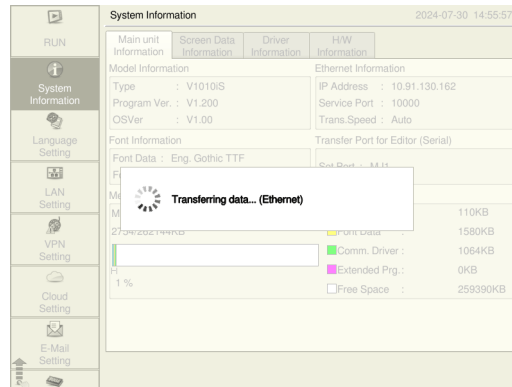 System Information
2024-07-30 14:55:57
RUN
System
Information
Language
Setting
LAN
Setting
VPN
Setting
Cloud
Setting
E-Mail
Setting
Main unit
Information
Screen Data
Information
Driver
Information
H/W
Information
Model Information
Type : V1010iS
Program Ver. : V1.200
OSVer : V1.00
Ethernet Information
IP Address : 10.91.130.162
Service Port : 10000
Trans.Speed : Auto
Font Information
Font Data : Eng. Gothic TTF
Transfer Port for Editor (Serial)
Transferring data... (Ethernet)
2754/262144KB
1 %
110KB
Font Data : 1580KB
Comm. Driver : 1064KB
Extended Prg. : 0KB
Free Space : 259390KB